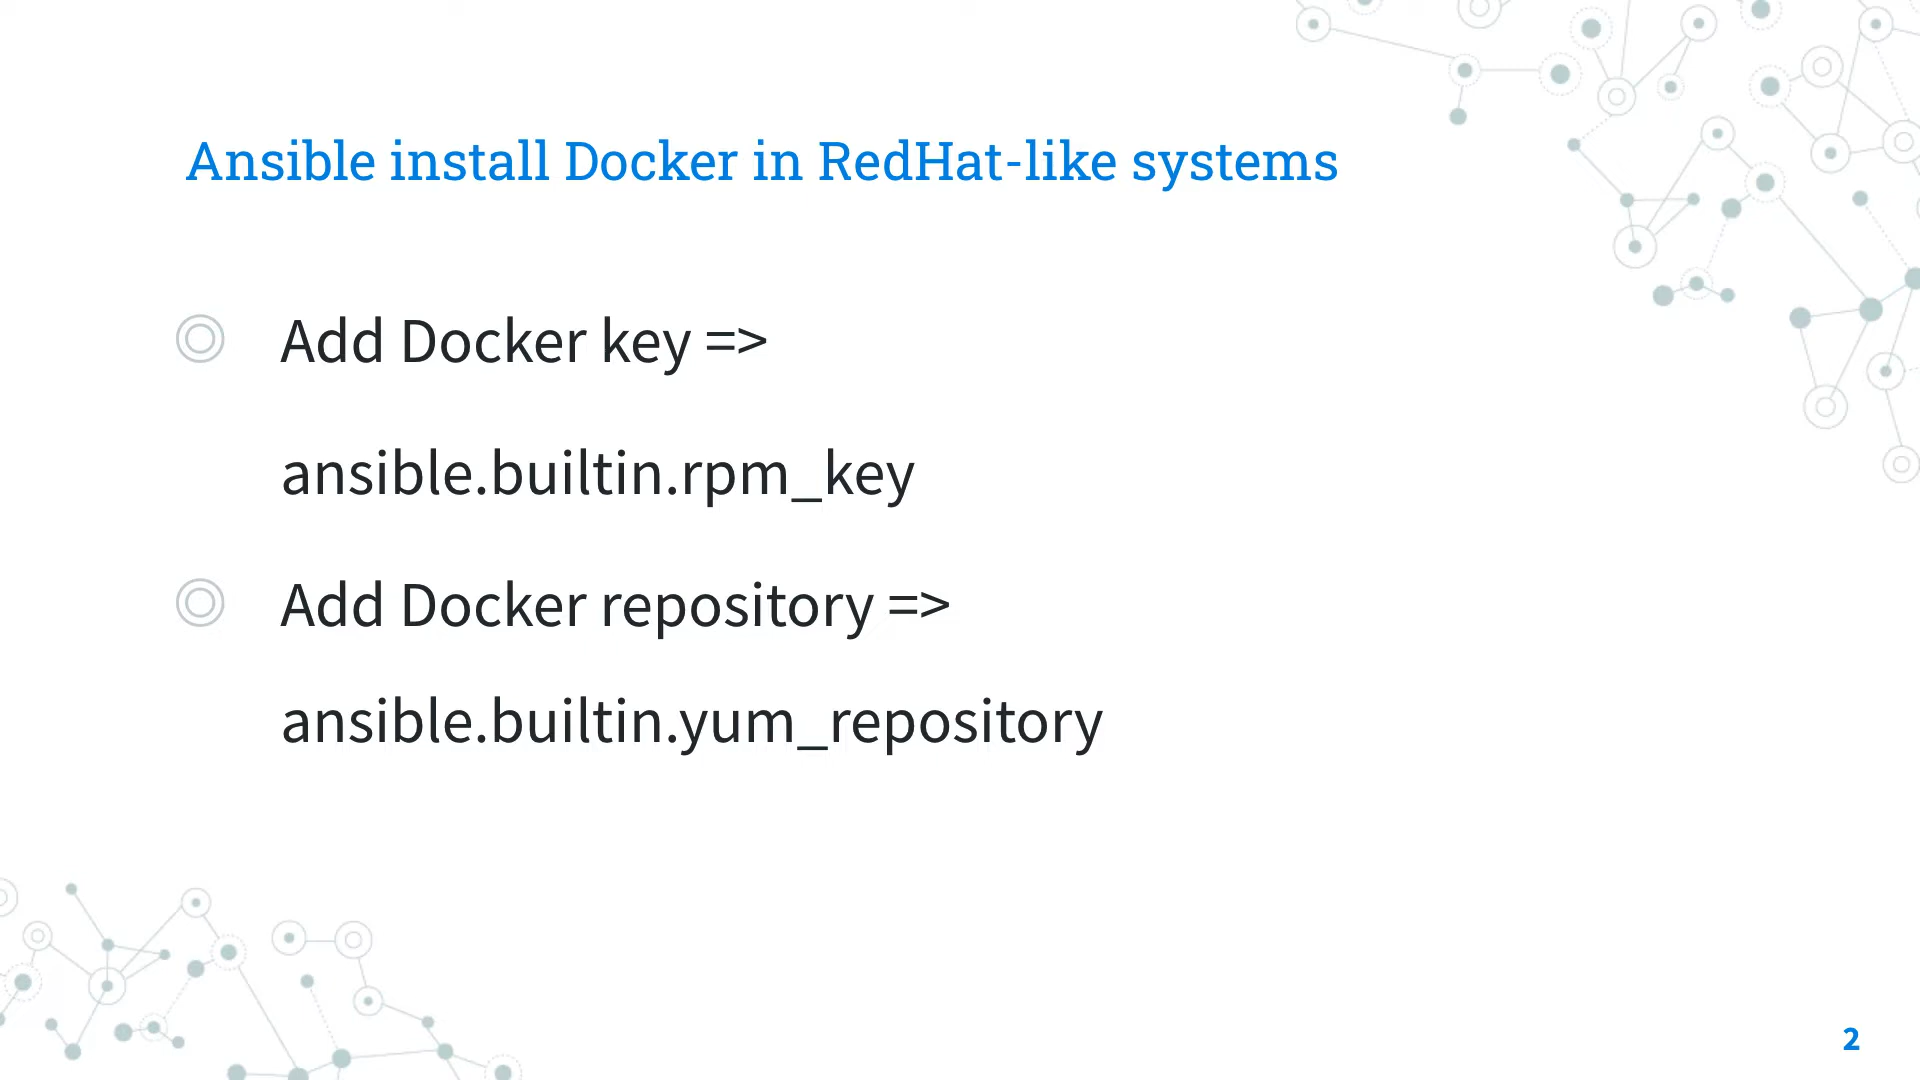 Ansible install Docker in RedHat-like systems
Add Docker key =>
ansible.builtin.rpm_key
Add Docker repository =>
ansible.builtin.yum_repository
2